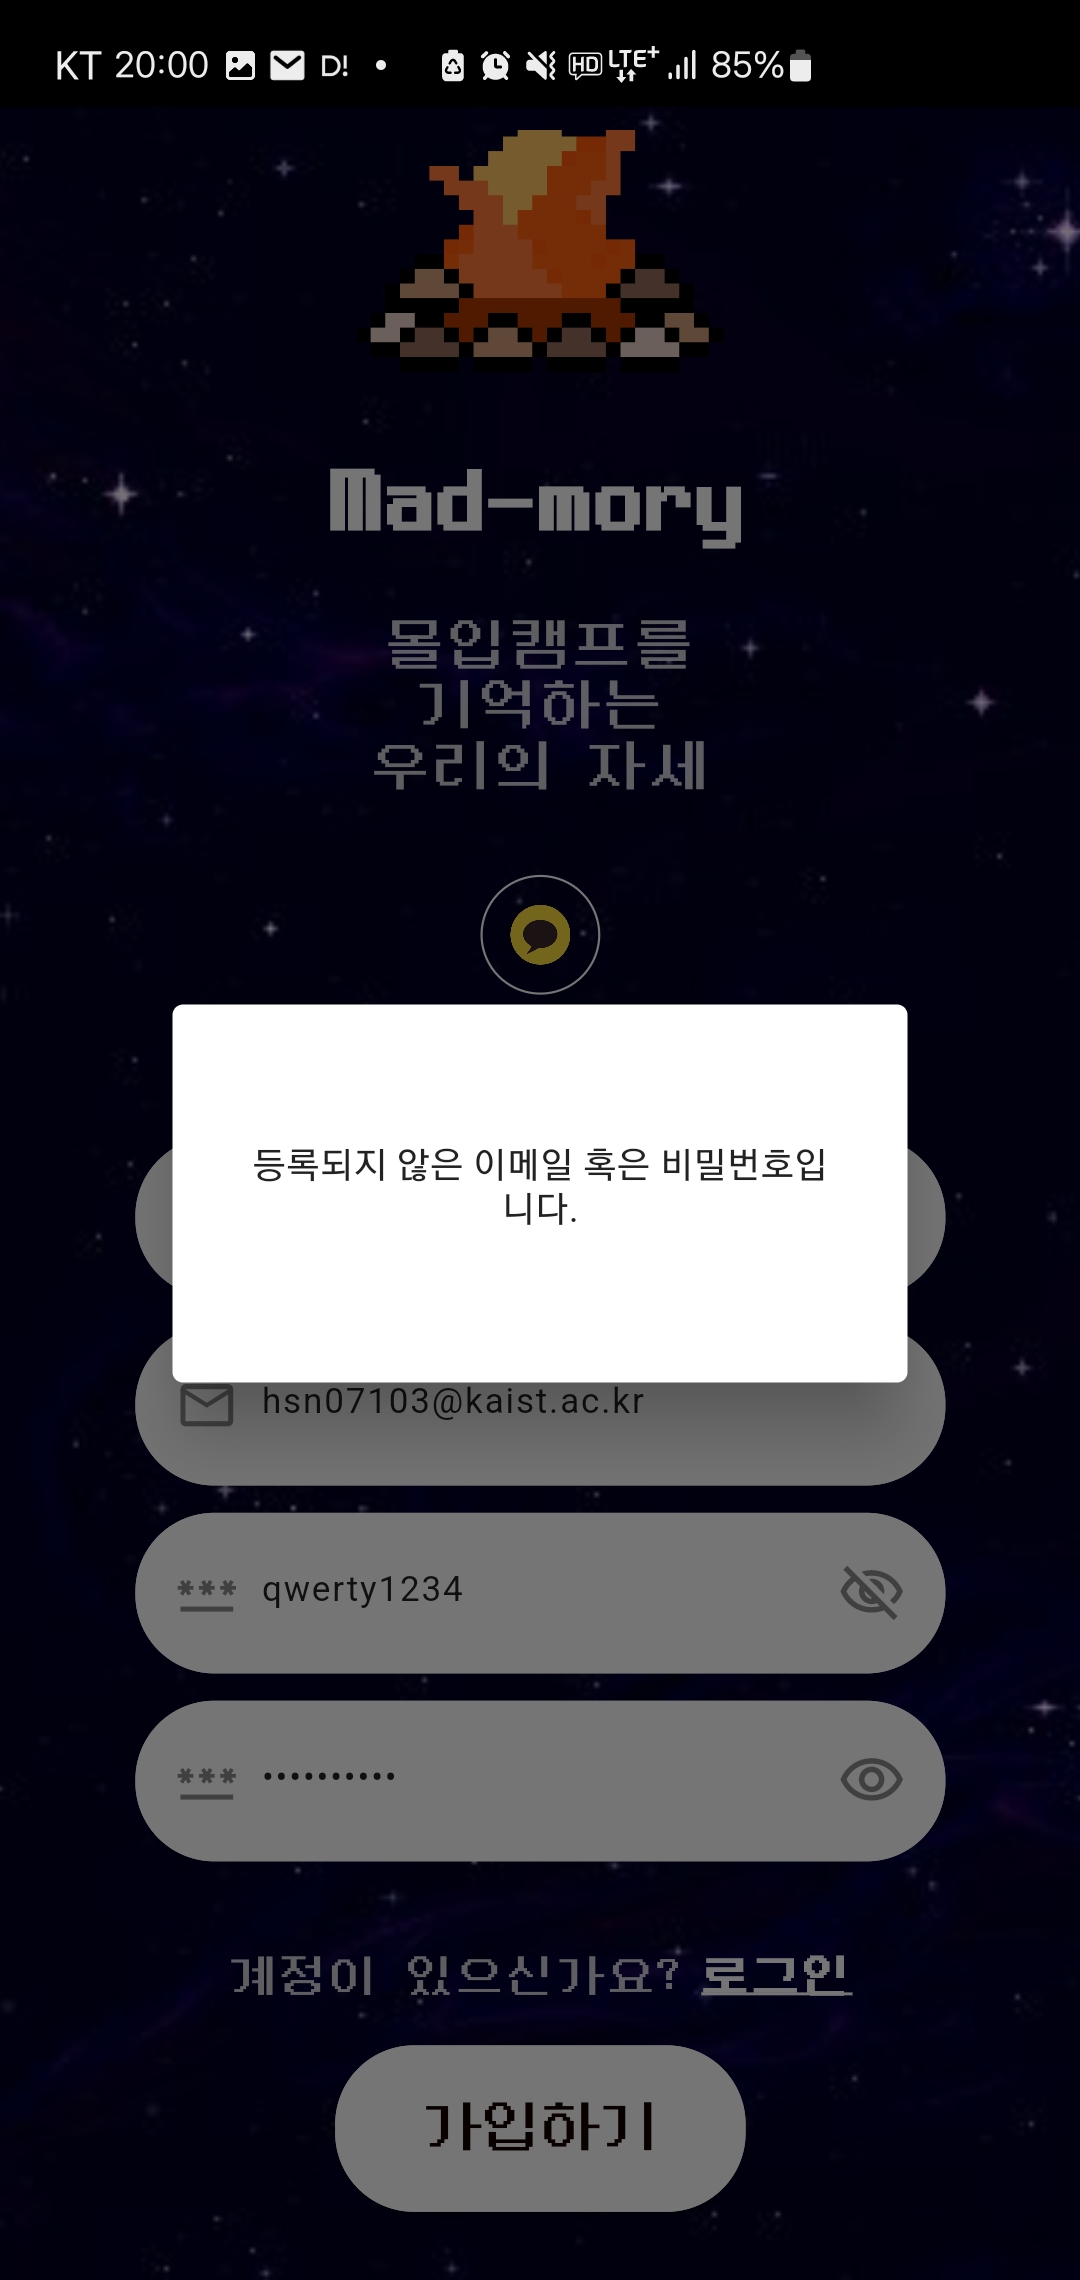 KT 20:00 D! HD LTE+ 85%
Mad-mory
몰입캠프를
기억하는
우리의 자세
등록되지 않은 이메일 혹은 비밀번호입
니다.
hsn07103@kaist.ac.kr
*** qwerty1234
*** ••••••••••
계정이 있으신가요? 로그인
가입하기